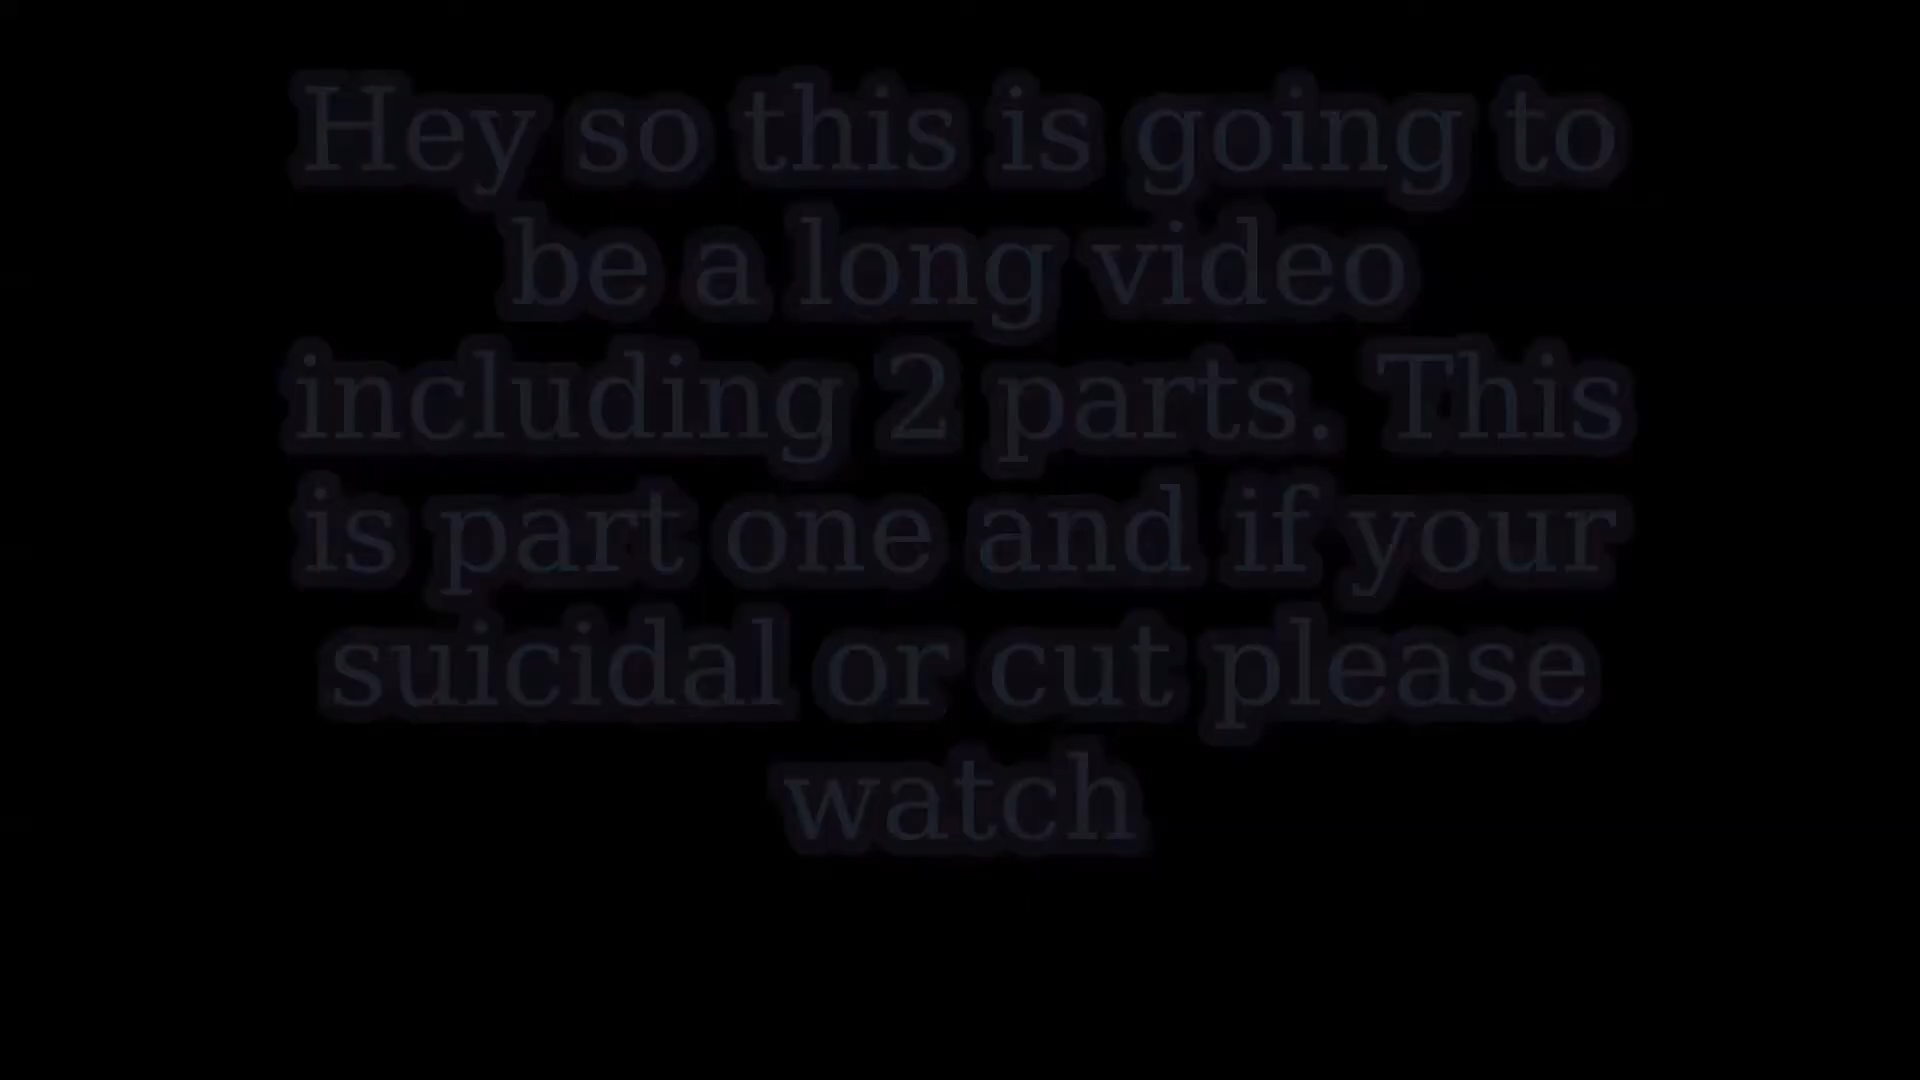 Hey so this is going to
be a long video
including 2 parts. This
is part one and if your
suicidal or cut please
watch